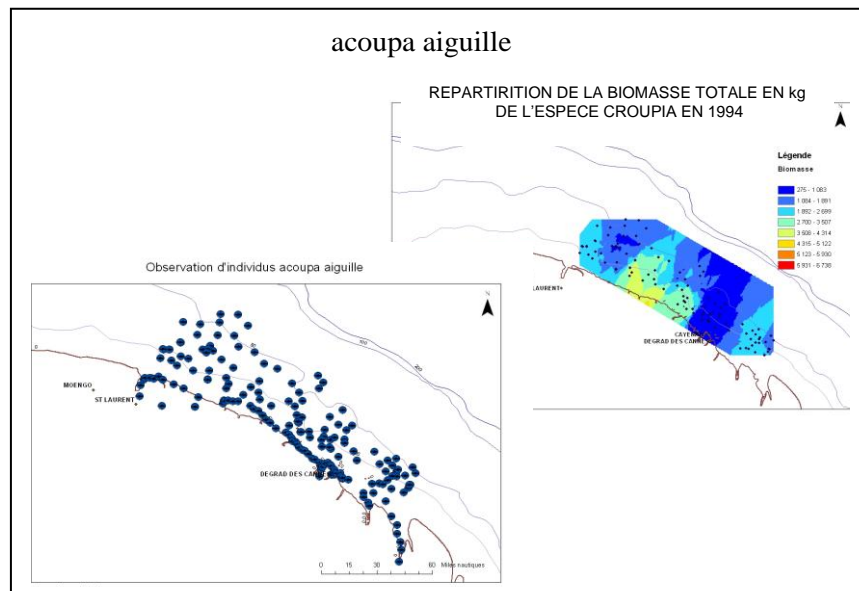 acoupa aiguille
REPARTIRITION DE LA BIOMASSE TOTALE EN kg
DE L'ESPECE CROUPIA EN 1994
Légende
Biomasse
275 - 1 083
1 084 - 1 891
1 892 - 2 699
2 700 - 3 507
3 508 - 4 314
4 315 - 5 122
5 123 - 5 930
5 931 - 6 738
LAURENT
DEGRAD DES CANNE
Observation d'individus acoupa aiguille
MOENGO
ST LAURENT
DEGRAD DES CANNE
0 15 30 60
Miles nautiques